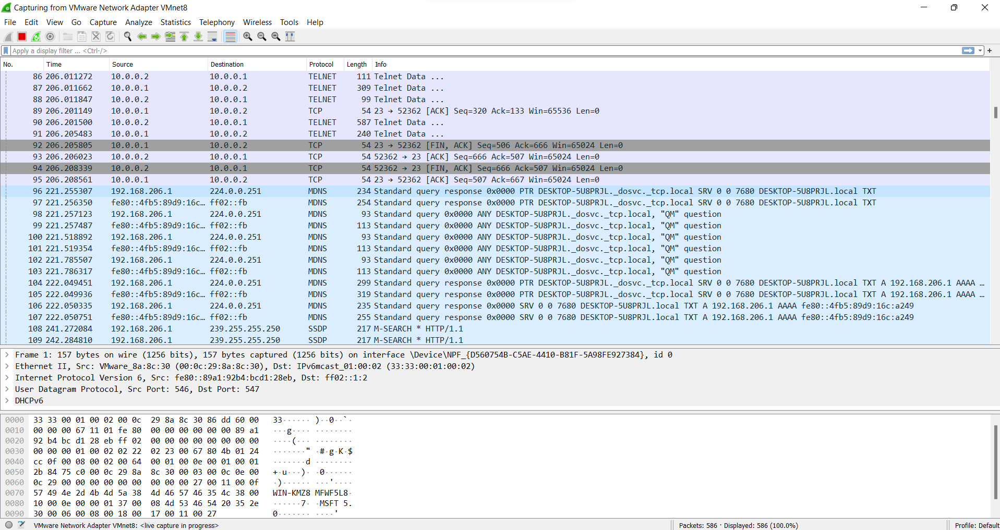 Capturing from VMware Network Adapter VMnet8
File Edit View Go Capture Analyze Statistics Telephony Wireless Tools Help
Apply a display filter ... <Ctrl-/>
No. Time Source Destination Protocol Length Info
86 206.011272 10.0.0.2 10.0.0.1 TELNET 111 Telnet Data ...
87 206.011662 10.0.0.1 10.0.0.2 TELNET 309 Telnet Data ...
88 206.011847 10.0.0.2 10.0.0.1 TELNET 99 Telnet Data ...
89 206.201149 10.0.0.1 10.0.0.2 TCP 54 23 → 52362 [ACK] Seq=320 Ack=133 Win=65536 Len=0
90 206.201500 10.0.0.2 10.0.0.1 TELNET 587 Telnet Data ...
91 206.205483 10.0.0.1 10.0.0.2 TELNET 240 Telnet Data ...
92 206.205805 10.0.0.1 10.0.0.2 TCP 54 23 → 52362 [FIN, ACK] Seq=506 Ack=666 Win=65024 Len=0
93 206.206023 10.0.0.2 10.0.0.1 TCP 54 52362 → 23 [ACK] Seq=666 Ack=507 Win=65024 Len=0
94 206.208339 10.0.0.2 10.0.0.1 TCP 54 52362 → 23 [FIN, ACK] Seq=666 Ack=507 Win=65024 Len=0
95 206.208561 10.0.0.1 10.0.0.2 TCP 54 23 → 52362 [ACK] Seq=507 Ack=667 Win=65024 Len=0
96 221.255307 192.168.206.1 224.0.0.251 MDNS 234 Standard query response 0x0000 PTR DESKTOP-5U8PRJL._dosvc._tcp.local SRV 0 0 7680 DESKTOP-5U8PRJL.local TXT
97 221.256350 fe80::4fb5:89d9:16c… ff02::fb MDNS 254 Standard query response 0x0000 PTR DESKTOP-5U8PRJL._dosvc._tcp.local SRV 0 0 7680 DESKTOP-5U8PRJL.local TXT
98 221.257123 192.168.206.1 224.0.0.251 MDNS 93 Standard query 0x0000 ANY DESKTOP-5U8PRJL._dosvc._tcp.local, "QM" question
99 221.257487 fe80::4fb5:89d9:16c… ff02::fb MDNS 113 Standard query 0x0000 ANY DESKTOP-5U8PRJL._dosvc._tcp.local, "QM" question
100 221.518892 192.168.206.1 224.0.0.251 MDNS 93 Standard query 0x0000 ANY DESKTOP-5U8PRJL._dosvc._tcp.local, "QM" question
101 221.519354 fe80::4fb5:89d9:16c… ff02::fb MDNS 113 Standard query 0x0000 ANY DESKTOP-5U8PRJL._dosvc._tcp.local, "QM" question
102 221.785507 192.168.206.1 224.0.0.251 MDNS 93 Standard query 0x0000 ANY DESKTOP-5U8PRJL._dosvc._tcp.local, "QM" question
103 221.786317 fe80::4fb5:89d9:16c… ff02::fb MDNS 113 Standard query 0x0000 ANY DESKTOP-5U8PRJL._dosvc._tcp.local, "QM" question
104 222.049451 192.168.206.1 224.0.0.251 MDNS 299 Standard query response 0x0000 PTR DESKTOP-5U8PRJL._dosvc._tcp.local SRV 0 0 7680 DESKTOP-5U8PRJL.local TXT A 192.168.206.1 AAAA …
105 222.049936 fe80::4fb5:89d9:16c… ff02::fb MDNS 319 Standard query response 0x0000 PTR DESKTOP-5U8PRJL._dosvc._tcp.local SRV 0 0 7680 DESKTOP-5U8PRJL.local TXT A 192.168.206.1 AAAA …
106 222.050335 192.168.206.1 224.0.0.251 MDNS 235 Standard query response 0x0000 SRV 0 0 7680 DESKTOP-5U8PRJL.local TXT A 192.168.206.1 AAAA fe80::4fb5:89d9:16c:a249
107 222.050751 fe80::4fb5:89d9:16c… ff02::fb MDNS 255 Standard query response 0x0000 SRV 0 0 7680 DESKTOP-5U8PRJL.local TXT A 192.168.206.1 AAAA fe80::4fb5:89d9:16c:a249
108 241.272084 192.168.206.1 239.255.255.250 SSDP 217 M-SEARCH * HTTP/1.1
109 242.284810 192.168.206.1 239.255.255.250 SSDP 217 M-SEARCH * HTTP/1.1
Frame 1: 157 bytes on wire (1256 bits), 157 bytes captured (1256 bits) on interface \Device\NPF_{D560754B-C5AE-4410-B81F-5A98FE927384}, id 0
Ethernet II, Src: VMware_8a:8c:30 (00:0c:29:8a:8c:30), Dst: IPv6mcast_01:00:02 (33:33:00:01:00:02)
Internet Protocol Version 6, Src: fe80::89a1:92b4:bcd1:28eb, Dst: ff02::1:2
User Datagram Protocol, Src Port: 546, Dst Port: 547
DHCPv6
0000 33 33 00 01 00 02 00 0c 29 8a 8c 30 86 dd 60 00 33······ )··0··`·
0010 00 00 00 67 11 01 fe 80 00 00 00 00 00 00 89 a1 ···g···· ········
0020 92 b4 bc d1 28 eb ff 02 00 00 00 00 00 00 00 00 ····(··· ········
0030 00 00 00 01 00 02 02 22 02 23 00 67 80 4b 01 24 ·······" ·#·g·K·$
0040 cc 0f 00 08 00 02 00 64 00 01 00 0e 00 01 00 01 ·······d ········
0050 2b 84 75 c0 00 0c 29 8a 8c 30 00 03 00 0c 0e 00 +·u···)· ·0······
0060 0c 29 00 00 00 00 00 00 00 00 00 27 00 11 00 0f ·)······ ···'····
0070 57 49 4e 2d 4b 4d 5a 38 4d 46 57 46 35 4c 38 00 WIN-KMZ8 MFWF5L8·
0080 10 00 0e 00 00 01 37 00 08 4d 53 46 54 20 35 2e ······7· ·MSFT 5.
0090 30 00 06 00 08 00 18 00 17 00 11 00 27 0······· ····'
VMware Network Adapter VMnet8: <live capture in progress> Packets: 586 · Displayed: 586 (100.0%) Profile: Default